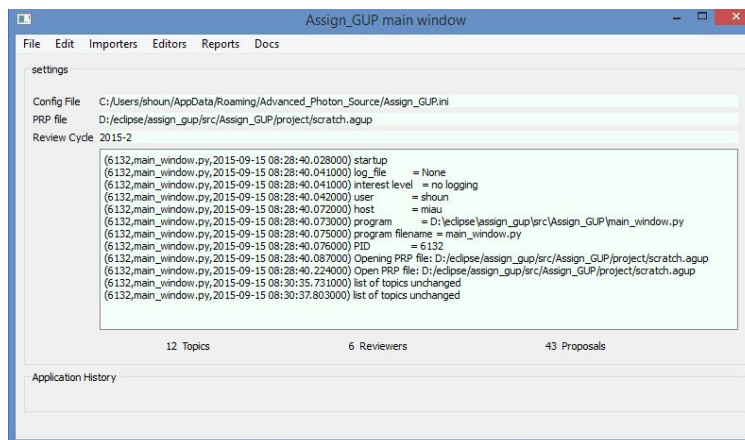 Assign_GUP main window
File Edit Importers Editors Reports Docs
settings
Config File C:/Users/shoun/AppData/Roaming/Advanced_Photon_Source/Assign_GUP.ini
PRP file D:/eclipse/assign_gup/src/Assign_GUP/project/scratch.agup
Review Cycle 2015-2
(6132,main_window.py,2015-09-15 08:28:40.028000) startup
(6132,main_window.py,2015-09-15 08:28:40.041000) log_file = None
(6132,main_window.py,2015-09-15 08:28:40.041000) interest level = no logging
(6132,main_window.py,2015-09-15 08:28:40.042000) user = shoun
(6132,main_window.py,2015-09-15 08:28:40.072000) host = miau
(6132,main_window.py,2015-09-15 08:28:40.073000) program = D:\eclipse\assign_gup\src\Assign_GUP\main_window.py
(6132,main_window.py,2015-09-15 08:28:40.075000) program filename = main_window.py
(6132,main_window.py,2015-09-15 08:28:40.076000) PID = 6132
(6132,main_window.py,2015-09-15 08:28:40.087000) Opening PRP file: D:/eclipse/assign_gup/src/Assign_GUP/project/scratch.agup
(6132,main_window.py,2015-09-15 08:28:40.224000) Open PRP file: D:/eclipse/assign_gup/src/Assign_GUP/project/scratch.agup
(6132,main_window.py,2015-09-15 08:30:35.731000) list of topics unchanged
(6132,main_window.py,2015-09-15 08:30:37.803000) list of topics unchanged
12 Topics 6 Reviewers 43 Proposals
Application History